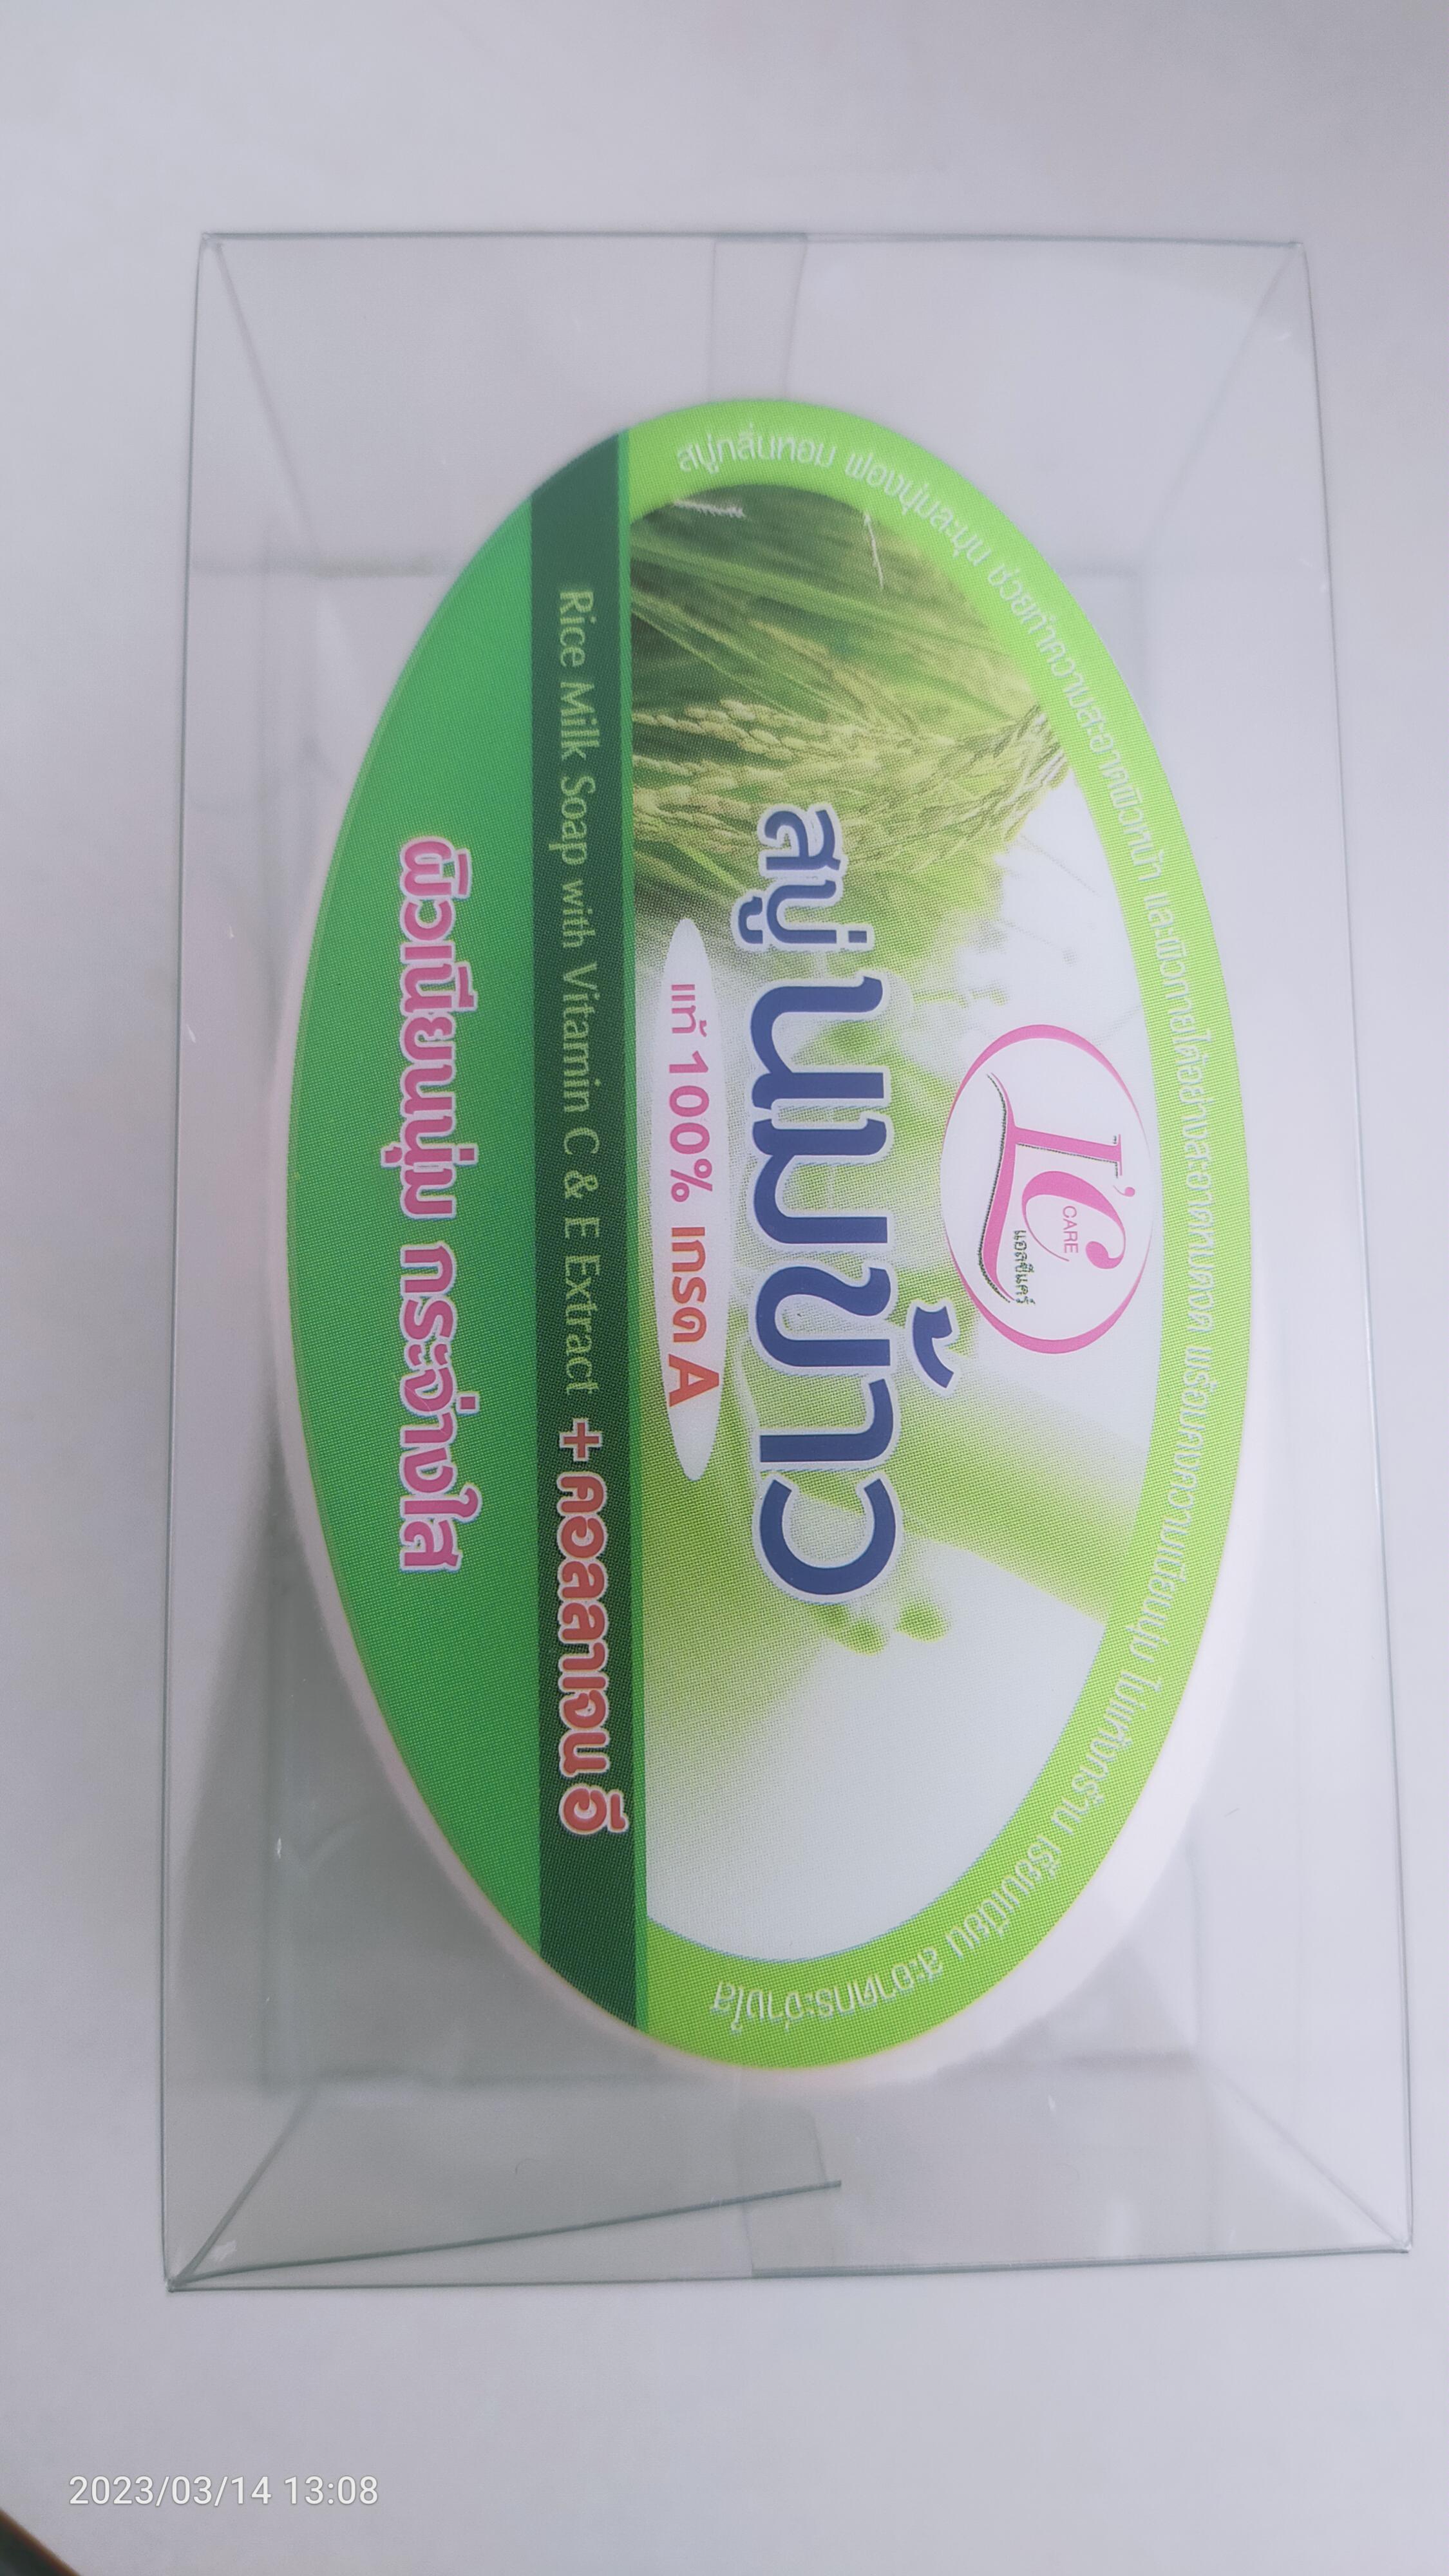 สบู่กลิ่นหอม ฟองนุ่มละมุน ช่วยทำความสะอาดผิวหน้า และผิวกายได้อย่างสะอาดหมดจด พร้อมคงความเนียนนุ่ม ไม่แห้งกร้าน เรียบเนียน สะอาดกระจ่างใส
L'C
CARE
แอลซีแคร์
สบู่ นมข้าว
แท้ 100% เกรด A
Rice Milk Soap with Vitamin C & E Extract + คอลลาเจน อี
ผิวเนียนนุ่ม กระจ่างใส
2023/03/14 13:08